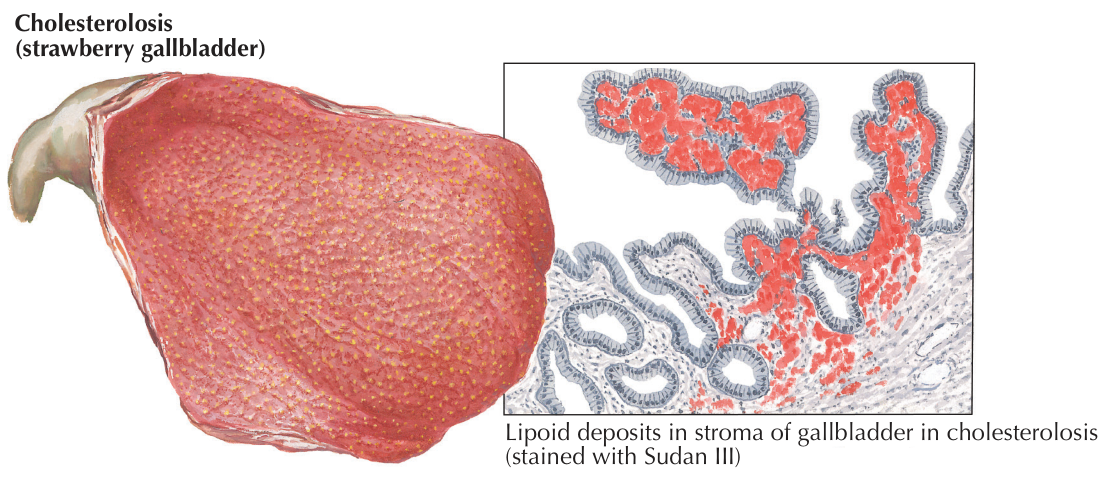 Cholesterolosis
(strawberry gallbladder)
Lipoid deposits in stroma of gallbladder in cholesterolosis
(stained with Sudan III)